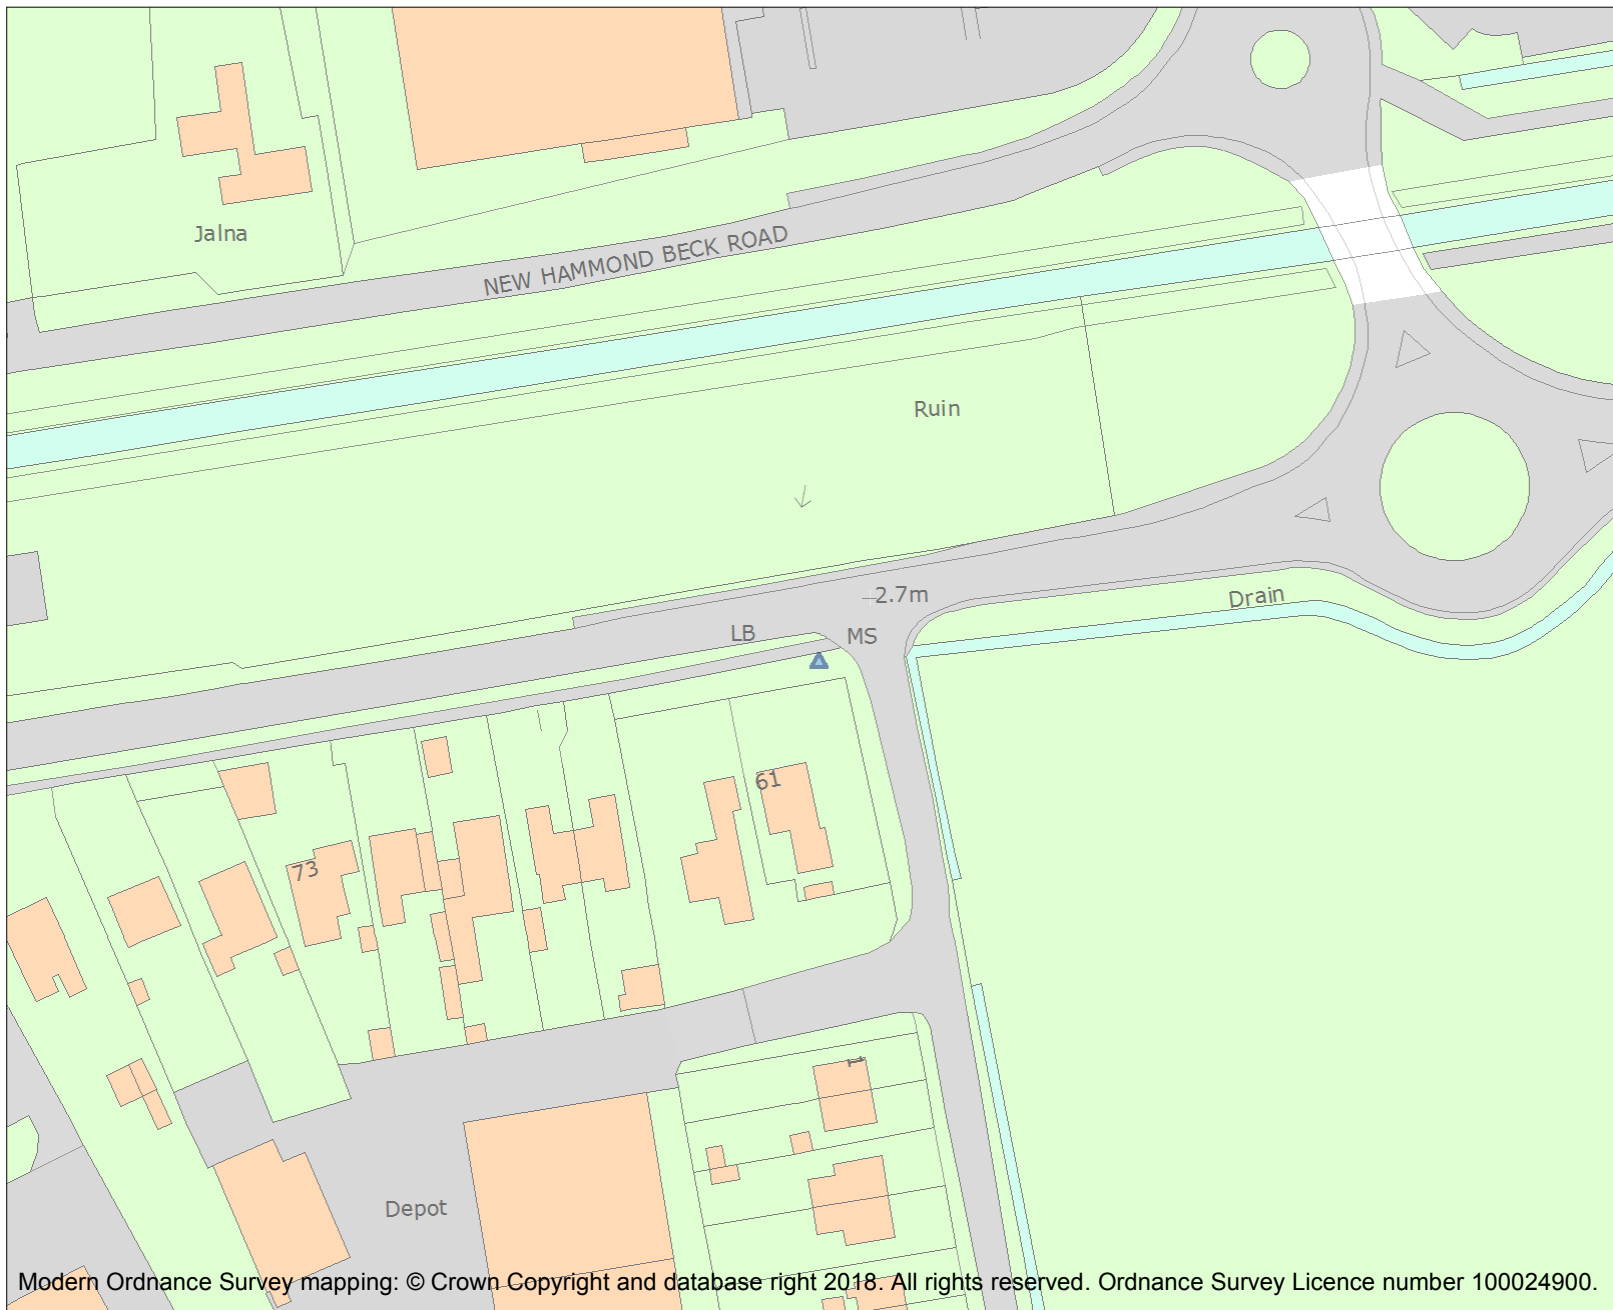 Jalna
NEW HAMMOND BECK ROAD
Ruin
2.7m
Drain
LB
MS
61
73
1
Depot
Modern Ordnance Survey mapping: © Crown Copyright and database right 2018. All rights reserved. Ordnance Survey Licence number 100024900.